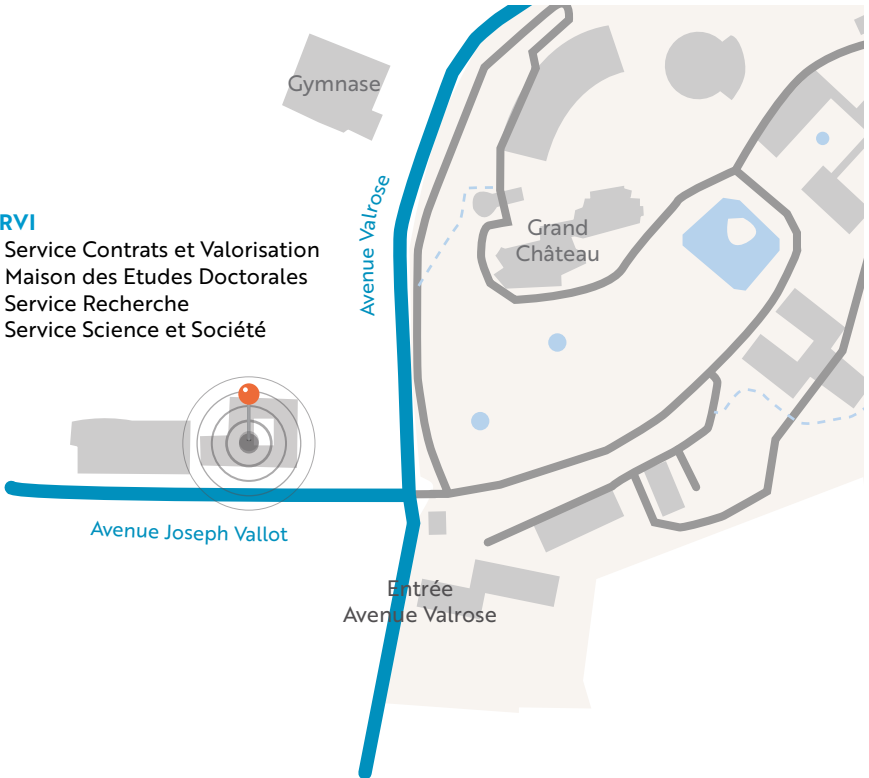 Gymnase
Avenue Valrose
RVI
Service Contrats et Valorisation
Maison des Etudes Doctorales
Service Recherche
Service Science et Société
Grand
Château
Avenue Joseph Vallot
Entrée
Avenue Valrose